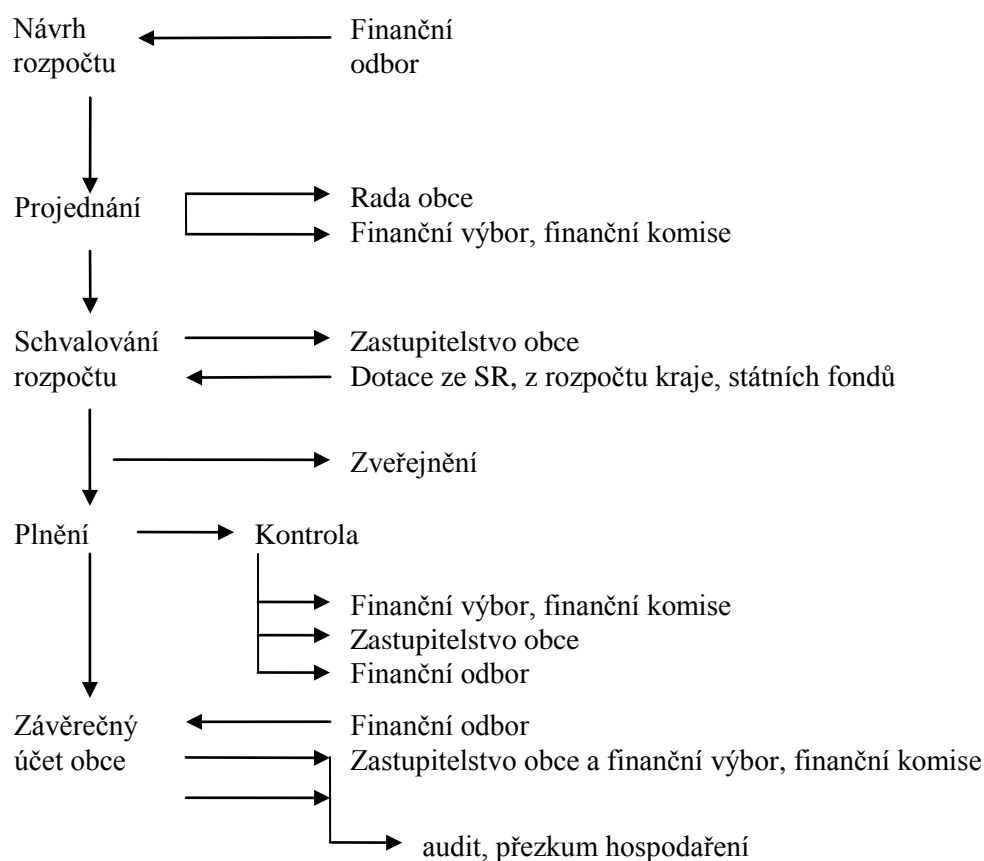 Návrh
rozpočtu
Finanční
odbor
Projednání
Rada obce
Finanční výbor, finanční komise
Schvalování
rozpočtu
Zastupitelstvo obce
Dotace ze SR, z rozpočtu kraje, státních fondů
Zveřejnění
Plnění
Kontrola
Finanční výbor, finanční komise
Zastupitelstvo obce
Finanční odbor
Závěrečný
účet obce
Finanční odbor
Zastupitelstvo obce a finanční výbor, finanční komise
audit, přezkum hospodaření